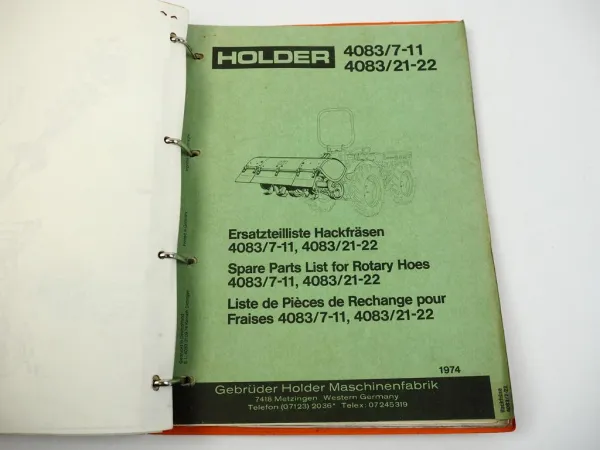 HOLDER
4083/7-11
4083/21-22
Ersatzteilliste Hackfräsen
4083/7-11, 4083/21-22
Spare Parts List for Rotary Hoes
4083/7-11, 4083/21-22
Liste de Pièces de Rechange pour
Fraises 4083/7-11, 4083/21-22
1974
Gebrüder Holder Maschinenfabrik
7418 Metzingen Western Germany
Telefon (07123) 2036* Telex: 07245319